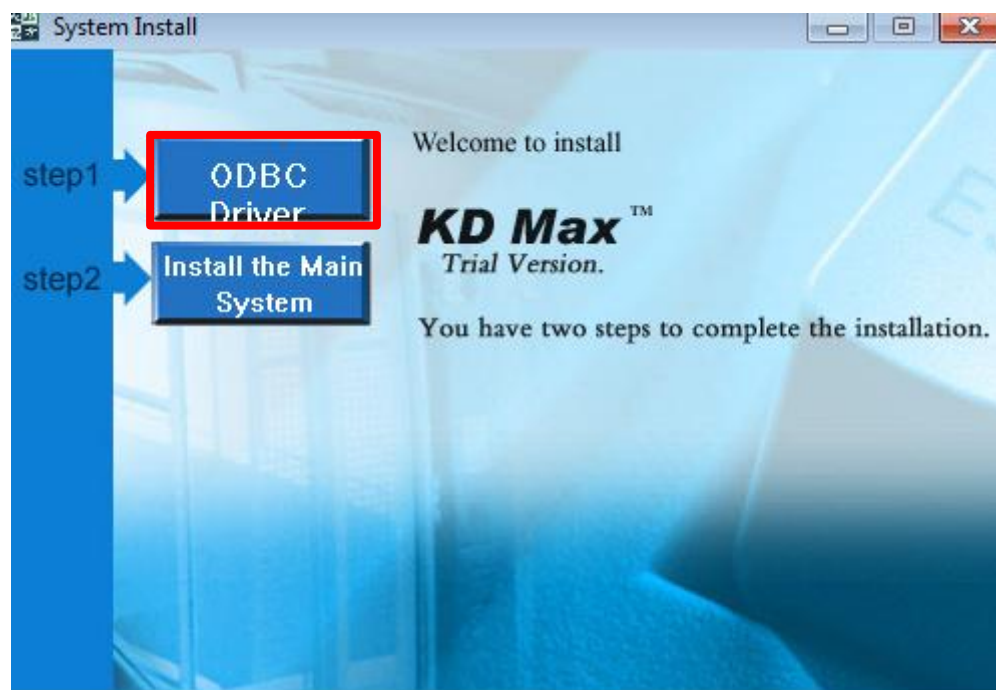 System Install
Welcome to install
step1
ODBC
Driver
KD Max™
Trial Version.
step2
Install the Main
System
You have two steps to complete the installation.